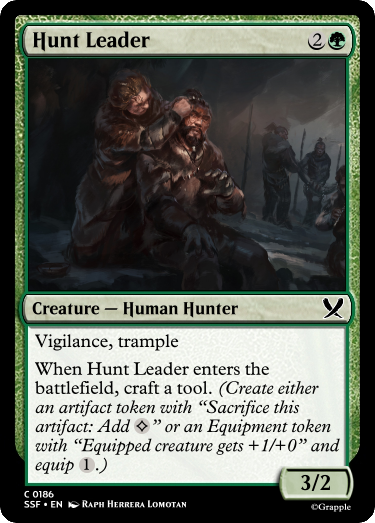 Hunt Leader 2
Creature — Human Hunter
Vigilance, trample
When Hunt Leader enters the
battlefield, craft a tool. (Create either
an artifact token with “Sacrifice this
artifact: Add ” or an Equipment token
with “Equipped creature gets +1/+0” and
equip 1.)
3/2
C 0186
SSF • EN Raph Herrera Lomotan
©Grapple